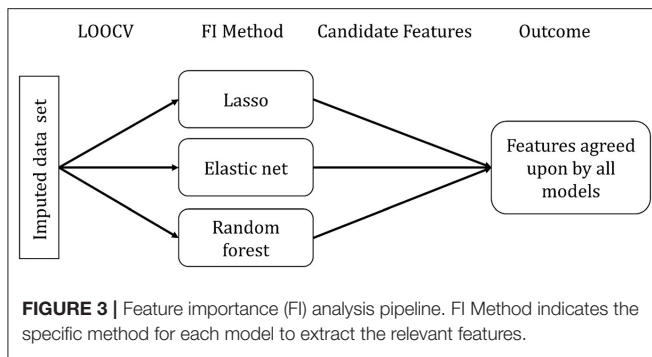 LOOCV FI Method Candidate Features Outcome
Imputed data set
Lasso
Elastic net
Random
forest
Features agreed
upon by all
models
FIGURE 3 | Feature importance (FI) analysis pipeline. FI Method indicates the
specific method for each model to extract the relevant features.